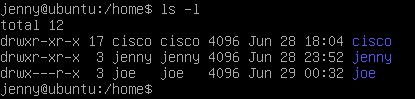 jenny@ubuntu:/home$ ls -l
total 12
drwxr-xr-x 17 cisco cisco 4096 Jun 28 18:04 cisco
drwxr-xr-x  3 jenny jenny 4096 Jun 28 23:52 jenny
drwx---r-x  3 joe   joe   4096 Jun 29 00:32 joe
jenny@ubuntu:/home$